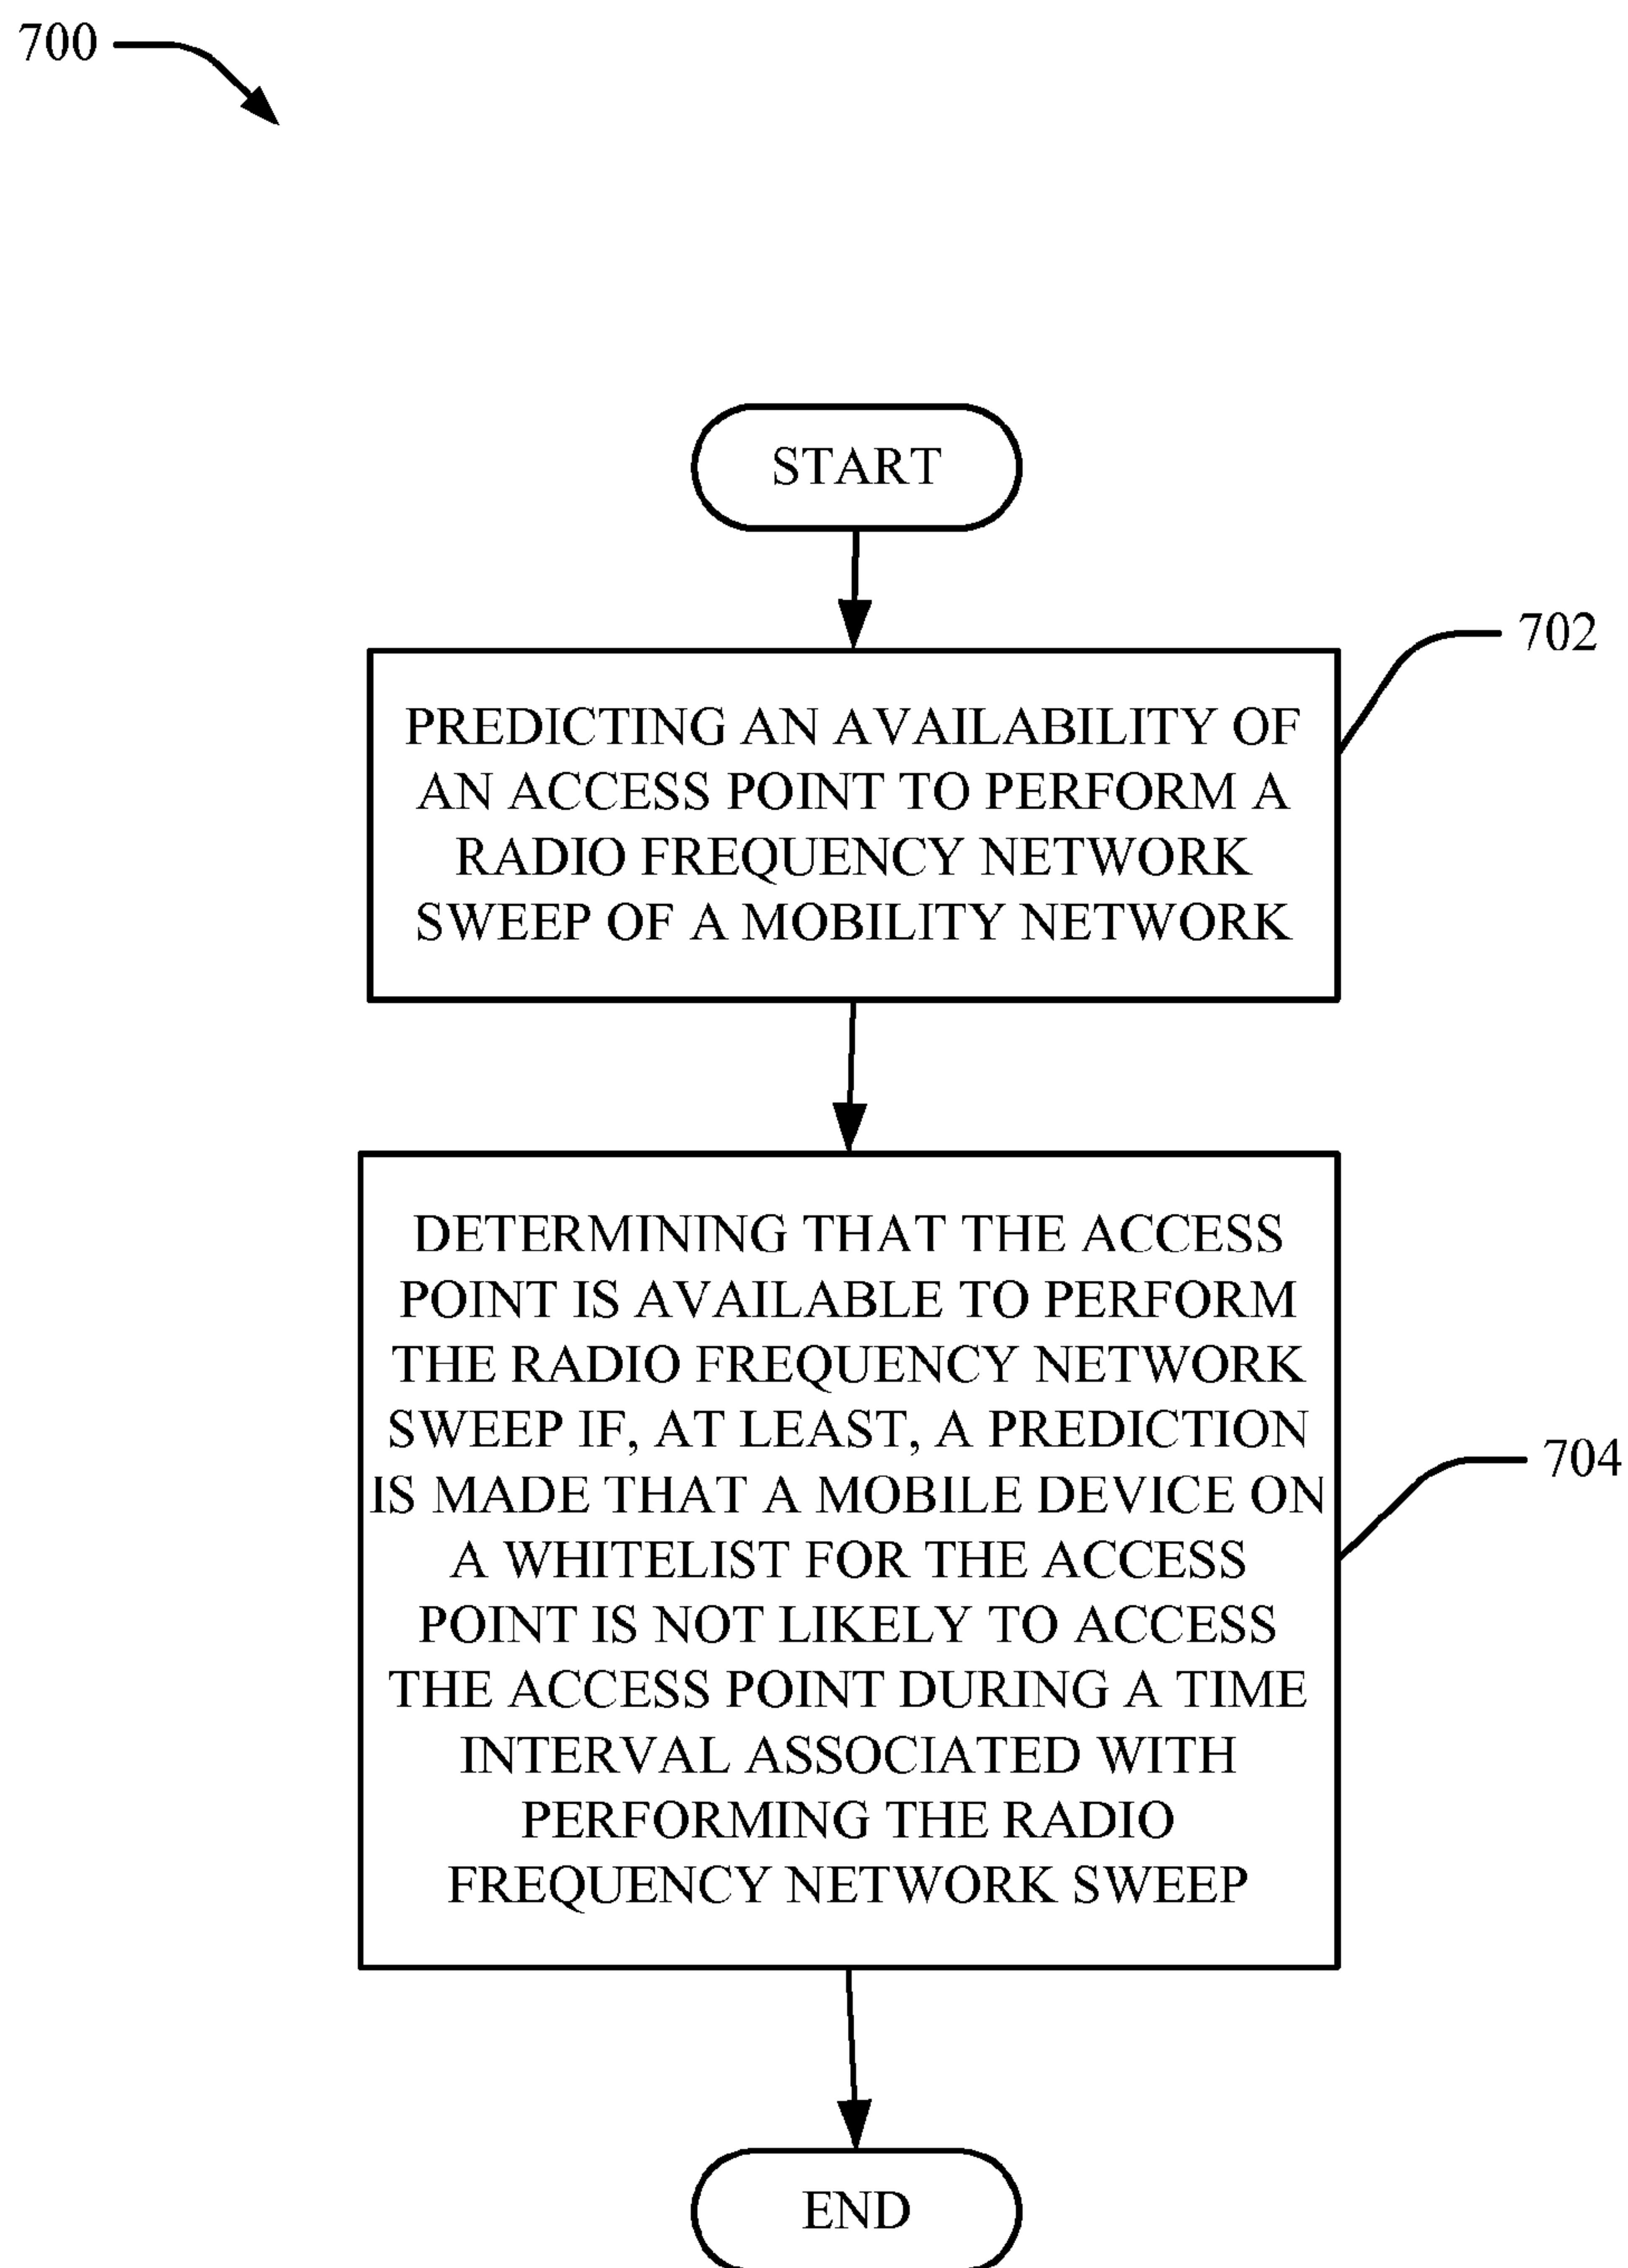 700
START
702
PREDICTING AN AVAILABILITY OF
AN ACCESS POINT TO PERFORM A
RADIO FREQUENCY NETWORK
SWEEP OF A MOBILITY NETWORK
DETERMINING THAT THE ACCESS
POINT IS AVAILABLE TO PERFORM
THE RADIO FREQUENCY NETWORK
SWEEP IF, AT LEAST, A PREDICTION
IS MADE THAT A MOBILE DEVICE ON
A WHITELIST FOR THE ACCESS
POINT IS NOT LIKELY TO ACCESS
THE ACCESS POINT DURING A TIME
INTERVAL ASSOCIATED WITH
PERFORMING THE RADIO
FREQUENCY NETWORK SWEEP
704
END